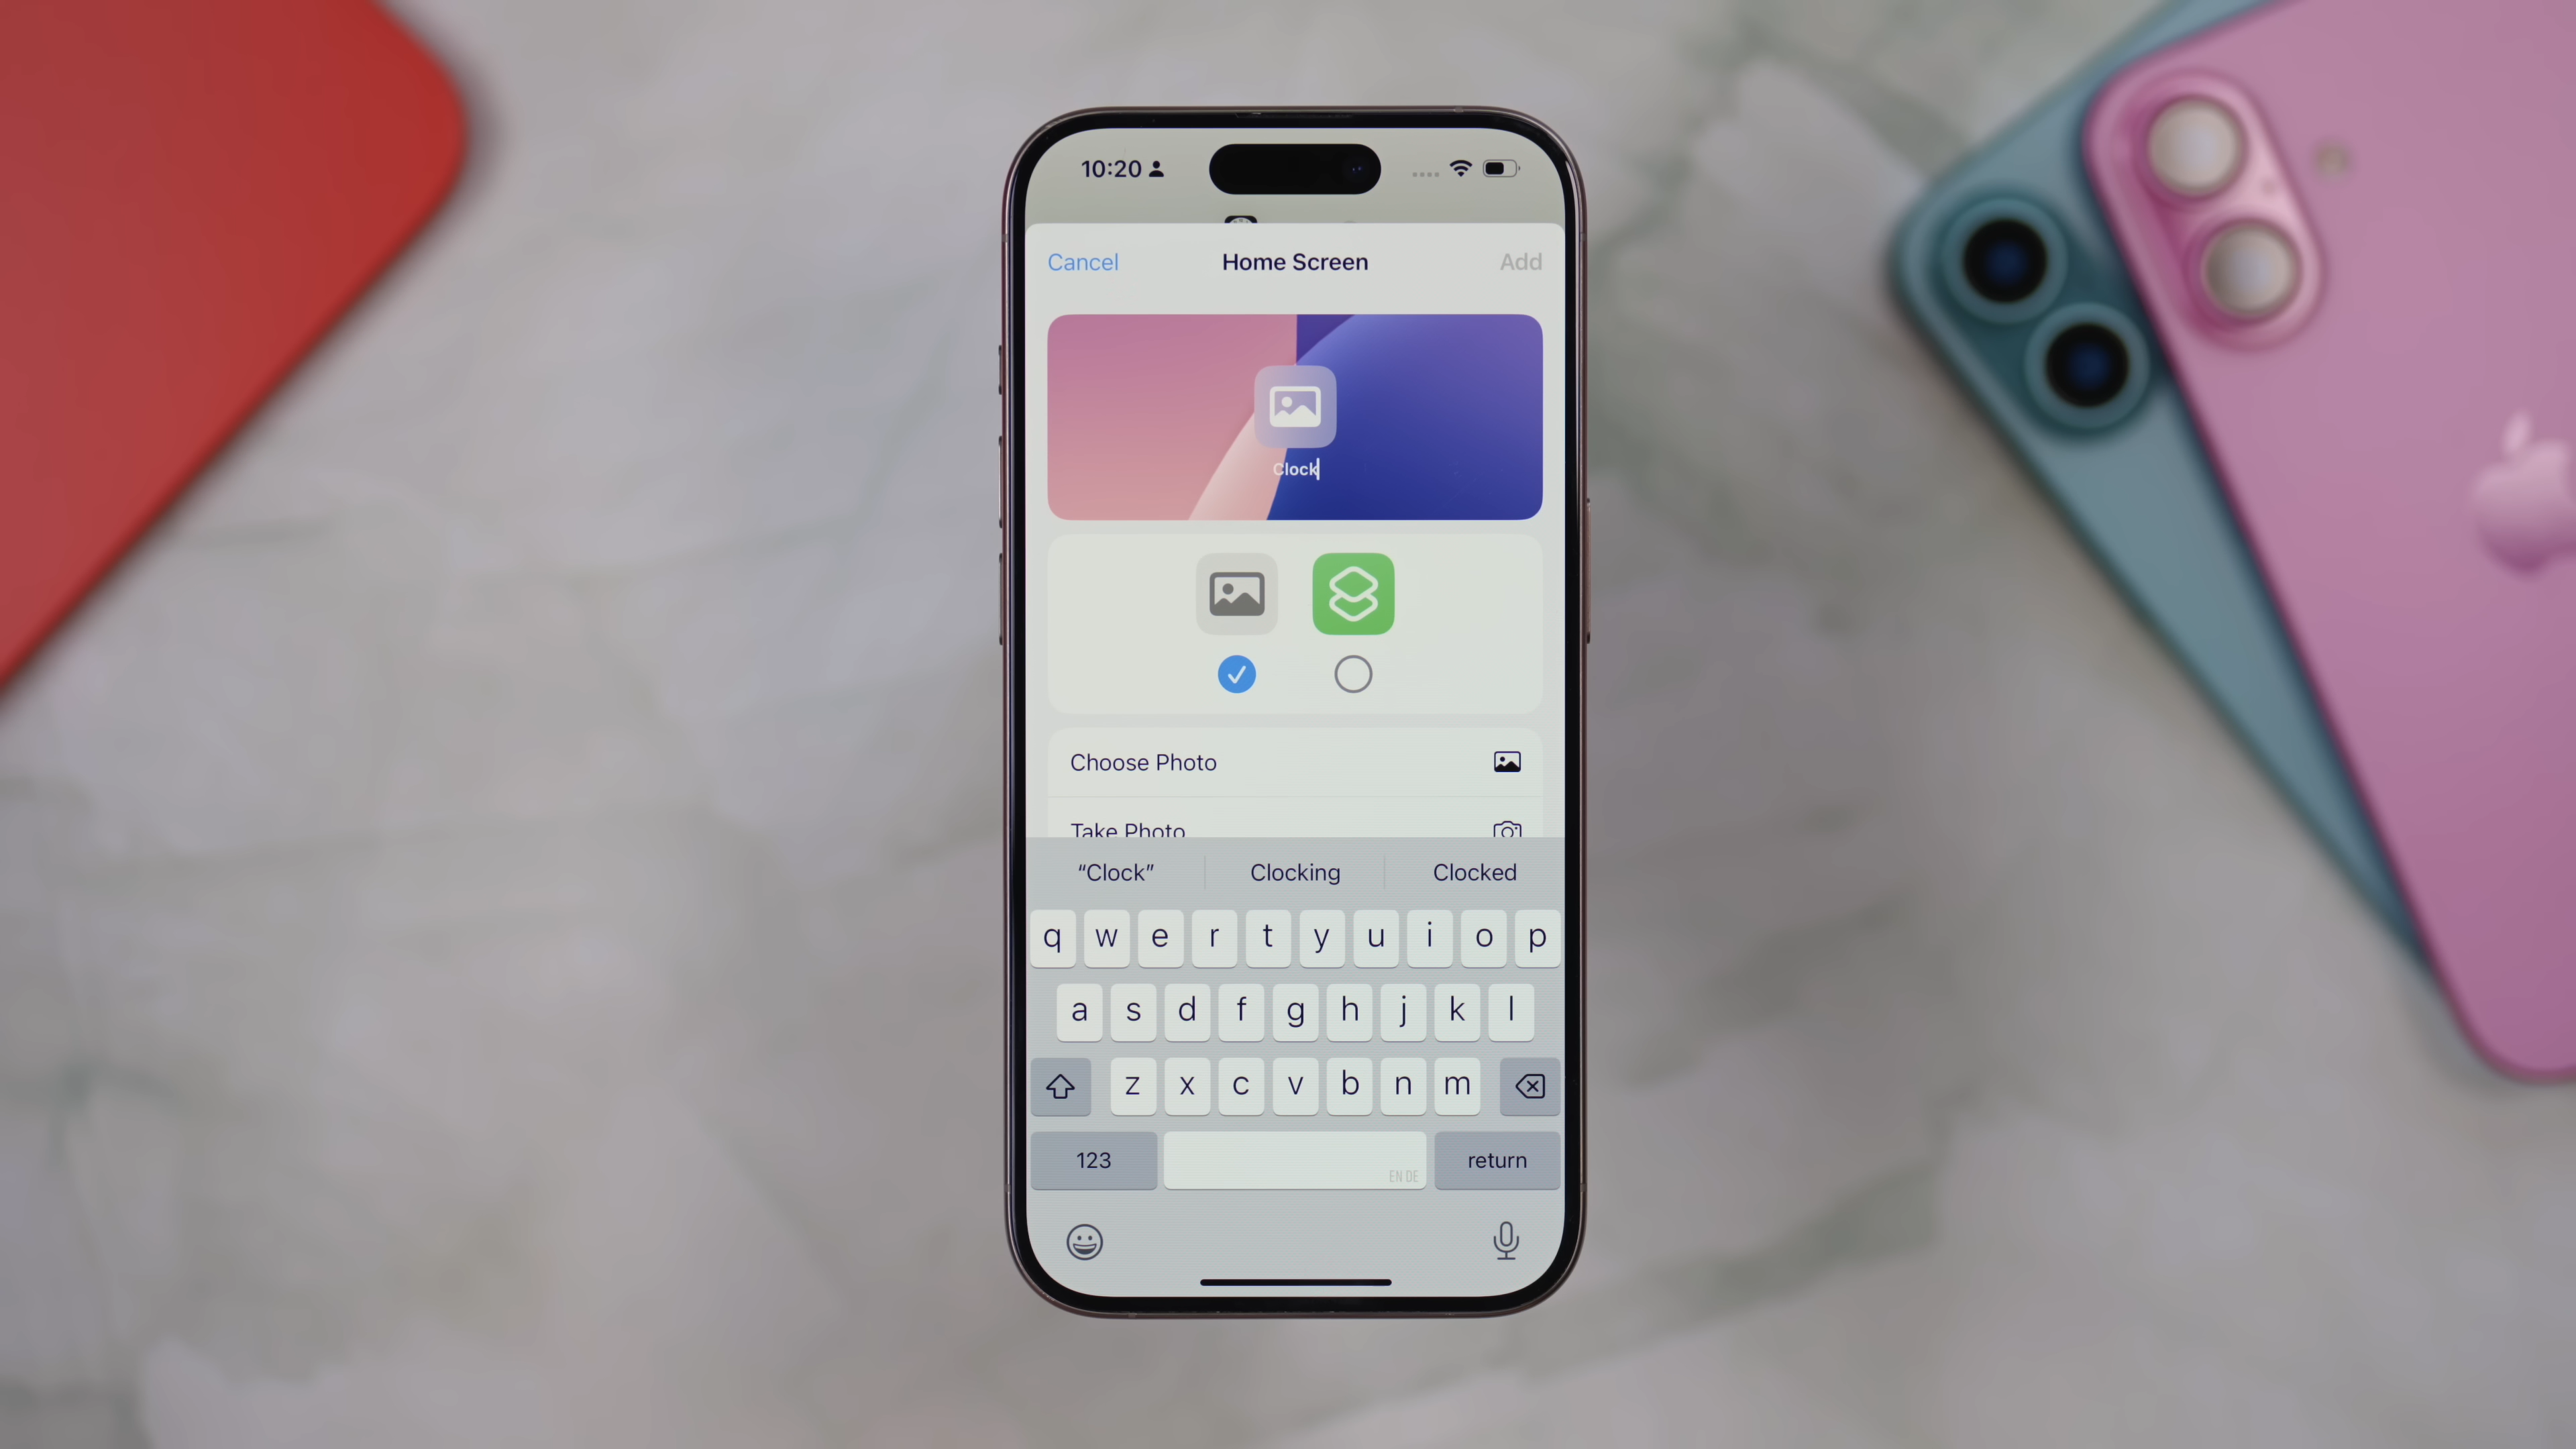 10:20
Cancel Home Screen Add
Clock
Choose Photo
Take Photo
“Clock” Clocking Clocked
q w e r t y u i o p
a s d f g h j k l
z x c v b n m
123 EN DE return